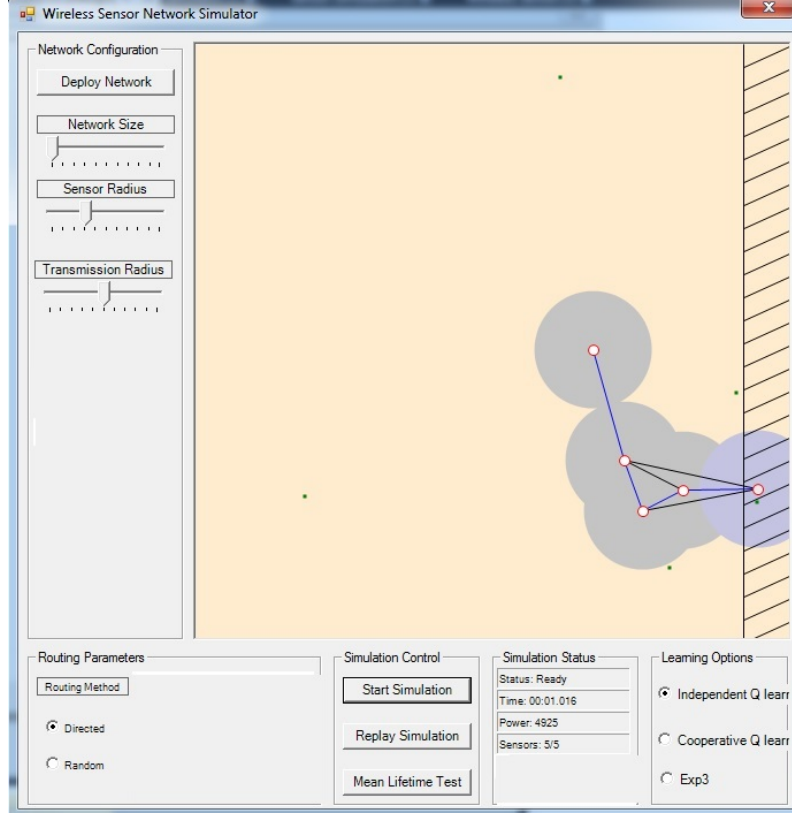 Wireless Sensor Network Simulator
Network Configuration
Deploy Network
Network Size
Sensor Radius
Transmission Radius
Routing Parameters
Routing Method
Directed
Random
Simulation Control
Start Simulation
Replay Simulation
Mean Lifetime Test
Simulation Status
Status: Ready
Time: 00:01.016
Power: 4925
Sensors: 5/5
Learning Options
Independent Q learn
Cooperative Q learn
Exp3